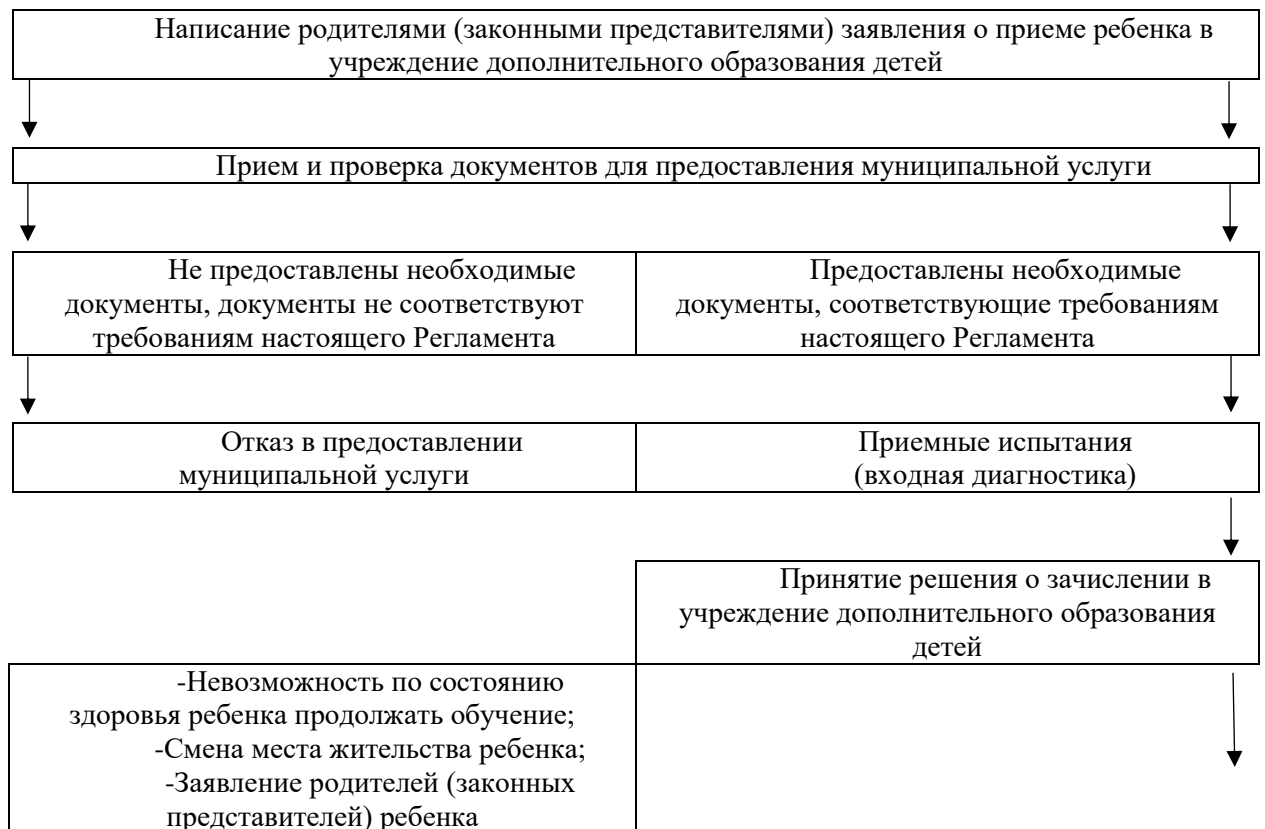 Написание родителями (законными представителями) заявления о приеме ребенка в
учреждение дополнительного образования детей
Прием и проверка документов для предоставления муниципальной услуги
Не предоставлены необходимые
документы, документы не соответствуют
требованиям настоящего Регламента
Предоставлены необходимые
документы, соответствующие требованиям
настоящего Регламента
Отказ в предоставлении
муниципальной услуги
Приемные испытания
(входная диагностика)
Принятие решения о зачислении в
учреждение дополнительного образования
детей
-Невозможность по состоянию
здоровья ребенка продолжать обучение;
-Смена места жительства ребенка;
-Заявление родителей (законных
представителей) ребенка